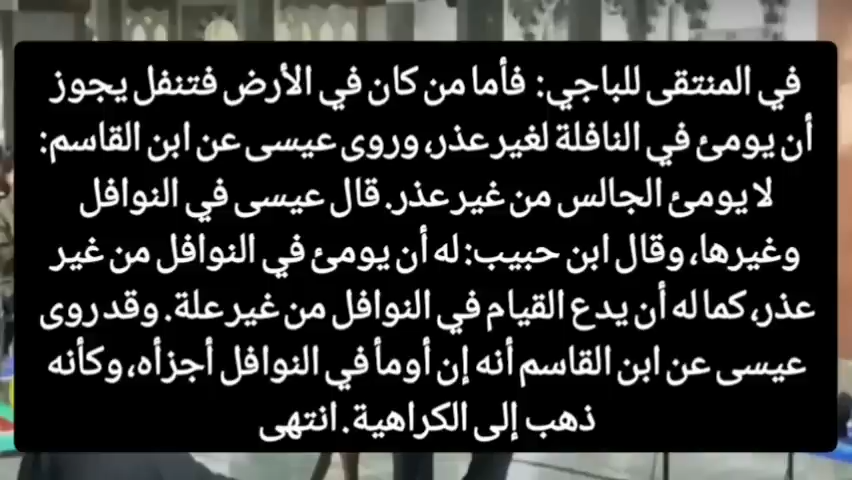 في المنتقى للباجي: فأما من كان في الأرض فتنفل يجوز
أن يومئ في النافلة لغير عذر، وروى عيسى عن ابن القاسم:
لا يومئ الجالس من غير عذر. قال عيسى في النوافل
وغيرها، وقال ابن حبيب: له أن يومئ في النوافل من غير
عذر، كما له أن يدع القيام في النوافل من غير علة. وقد روى
عيسى عن ابن القاسم أنه إن أومأ في النوافل أجزأه، وكأنه
ذهب إلى الكراهية. انتهى